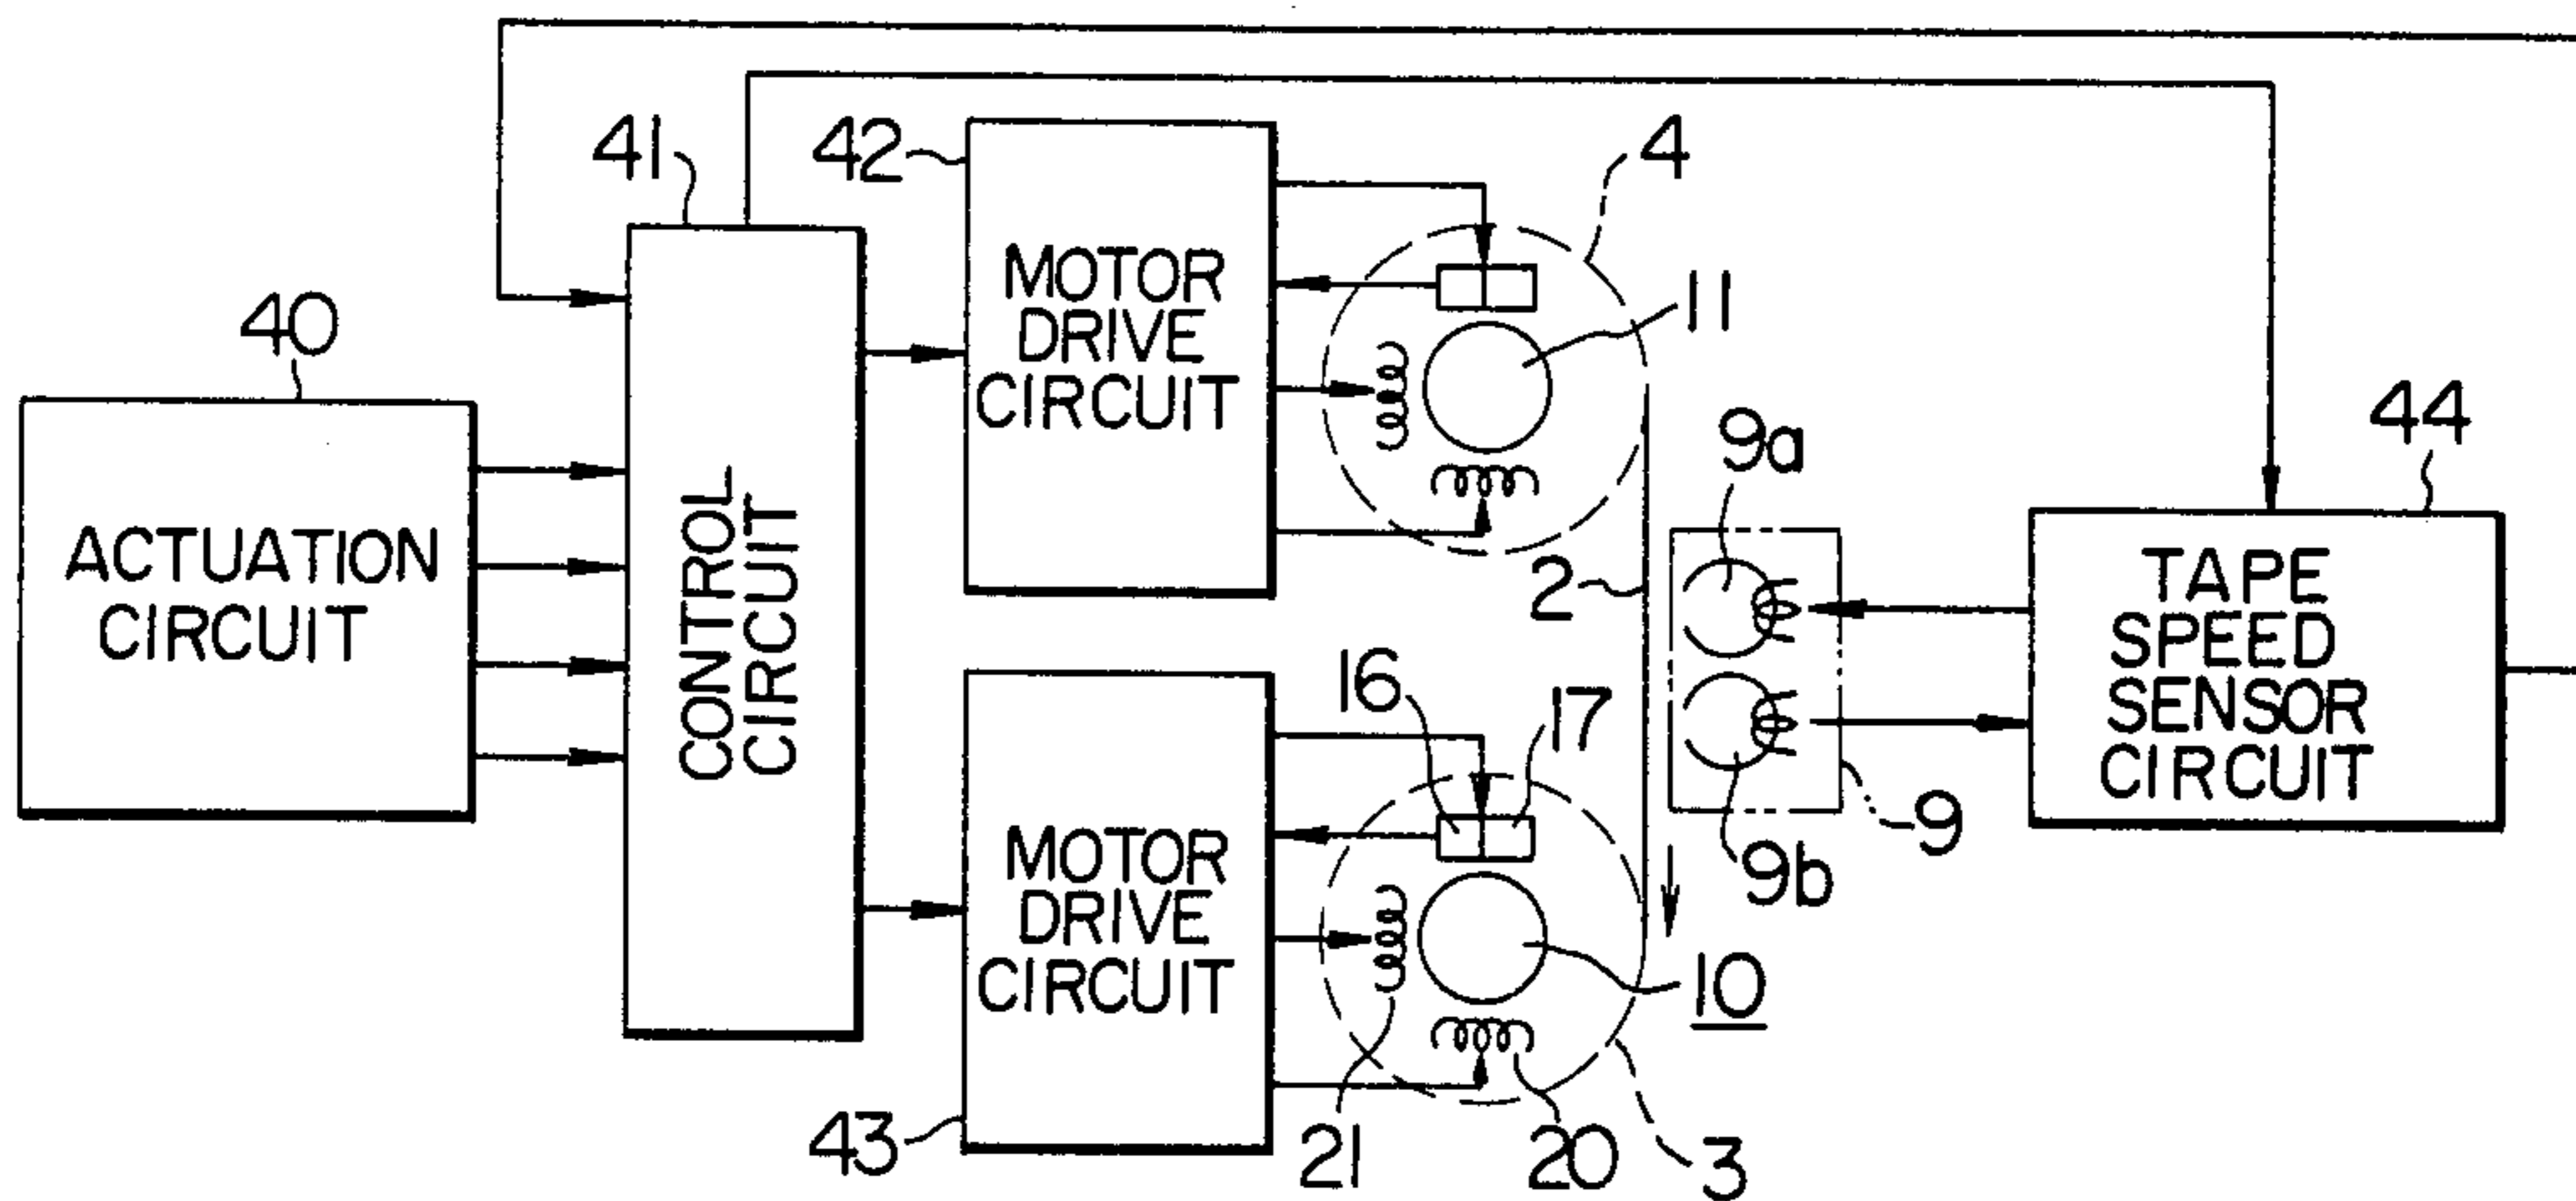 41
42
4
40
MOTOR
DRIVE
CIRCUIT
11
44
9a
ACTUATION
CIRCUIT
CONTROL
CIRCUIT
2
TAPE
SPEED
SENSOR
CIRCUIT
16
17
9
9b
MOTOR
DRIVE
CIRCUIT
10
43
21
20
3